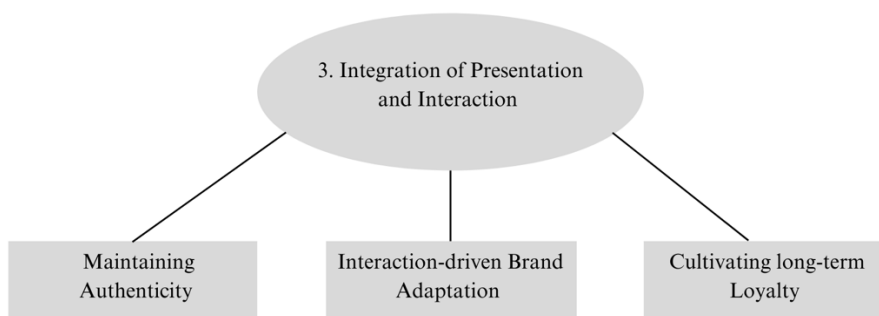 3. Integration of Presentation
and Interaction
Maintaining
Authenticity
Interaction-driven Brand
Adaptation
Cultivating long-term
Loyalty